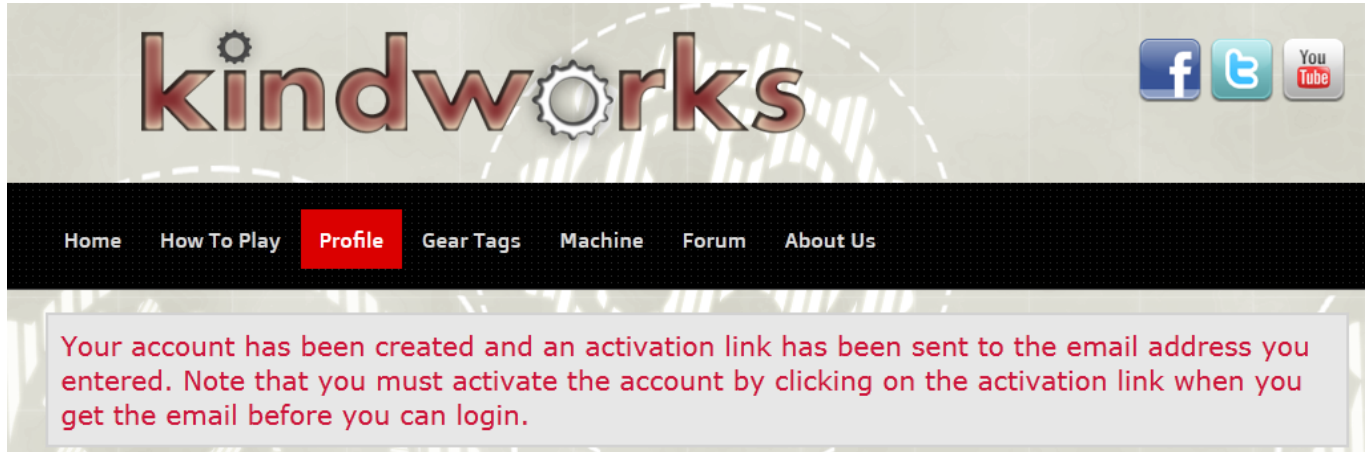 kindworks
You
Tube
Home How To Play Profile Gear Tags Machine Forum About Us
Your account has been created and an activation link has been sent to the email address you
entered. Note that you must activate the account by clicking on the activation link when you
get the email before you can login.